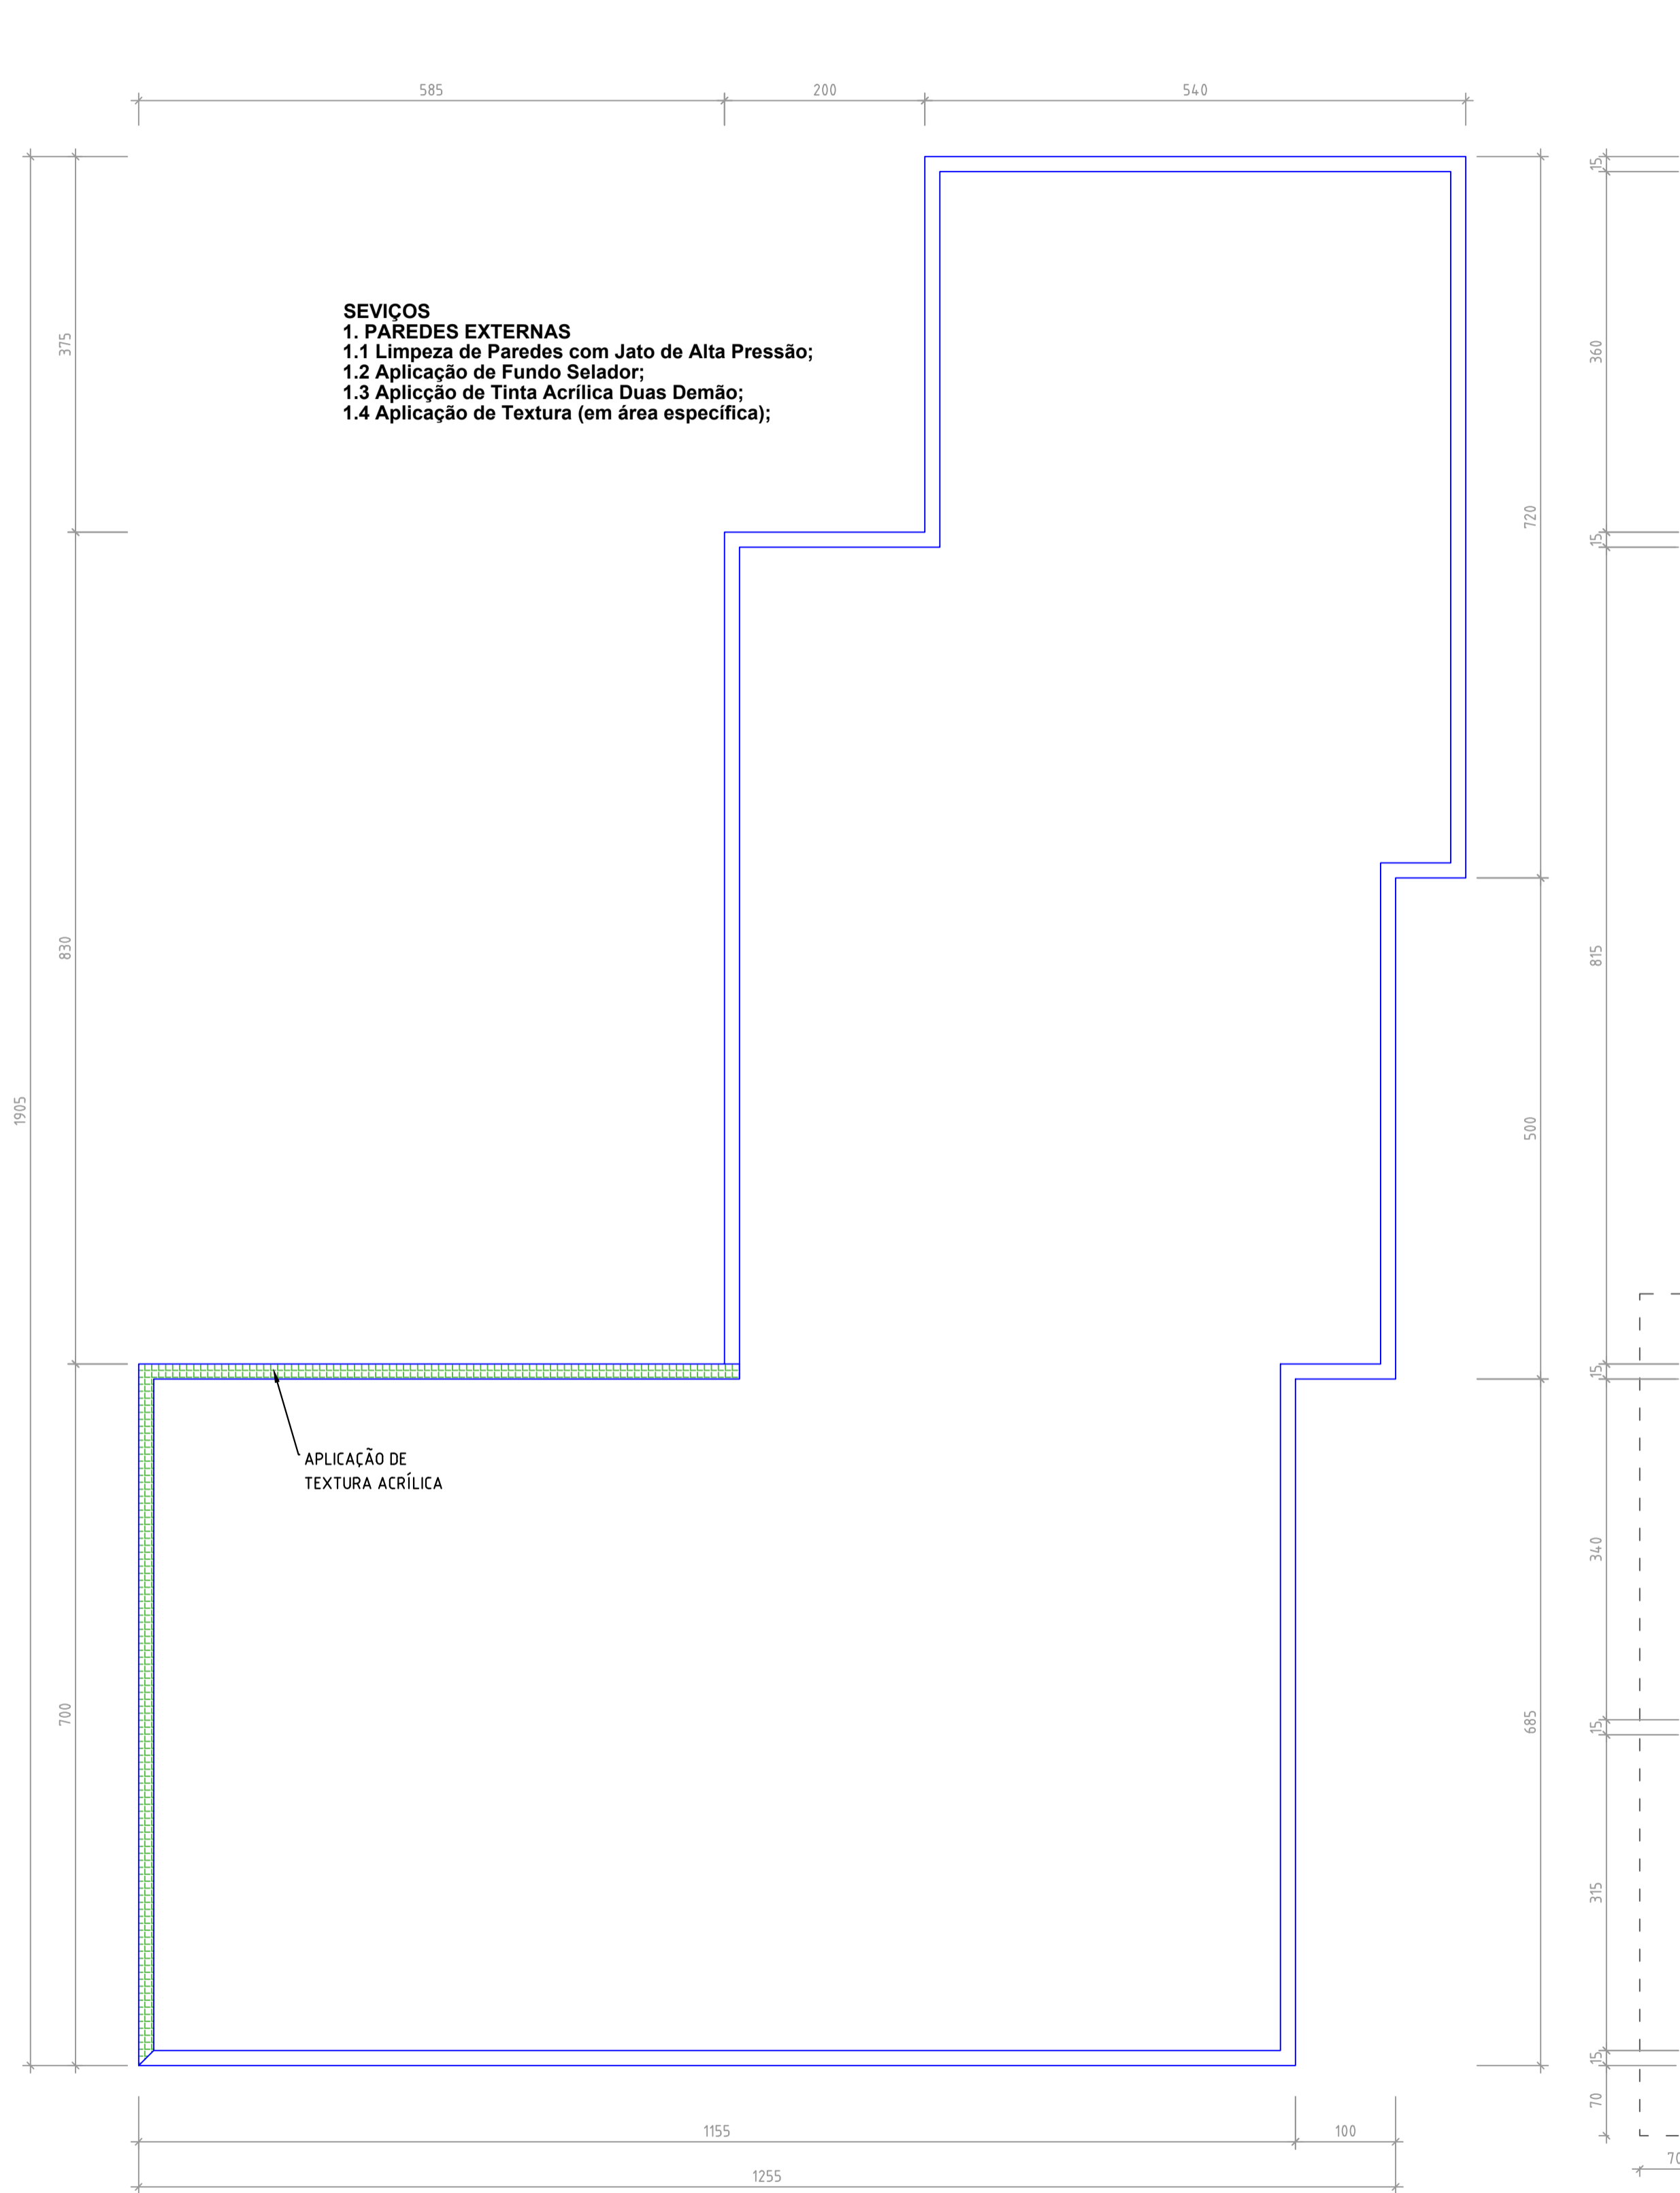 585 200 540
15
SEVIÇOS
1. PAREDES EXTERNAS
1.1 Limpeza de Paredes com Jato de Alta Pressão;
1.2 Aplicação de Fundo Selador;
1.3 Aplicção de Tinta Acrílica Duas Demão;
1.4 Aplicação de Textura (em área específica);
375
360
720
15
830
815
1905
500
15
APLICAÇÃO DE
TEXTURA ACRÍLICA
340
700
685
15
315
15
70
1155 100
70
1255